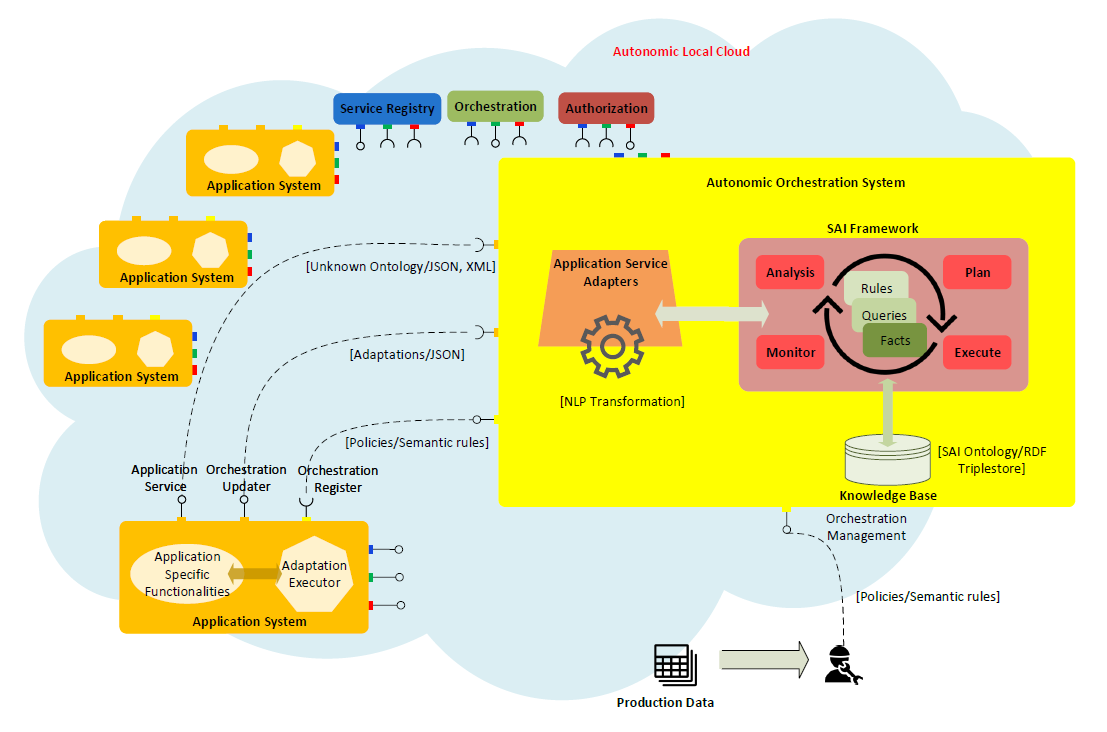 Autonomic Local Cloud
Service Registry
Orchestration
Authorization
Application System
Autonomic Orchestration System
SAI Framework
Application System
[Unknown Ontology/JSON, XML]
Application Service
Adapters
Analysis
Plan
Rules
Queries
Facts
Monitor
Execute
Application System
[Adaptations/JSON]
[NLP Transformation]
[Policies/Semantic rules]
[SAI Ontology/RDF
Triplestore]
Knowledge Base
Application
Service
Orchestration
Updater
Orchestration
Register
Orchestration
Management
Application
Specific
Functionalities
Adaptation
Executor
Application System
[Policies/Semantic rules]
Production Data